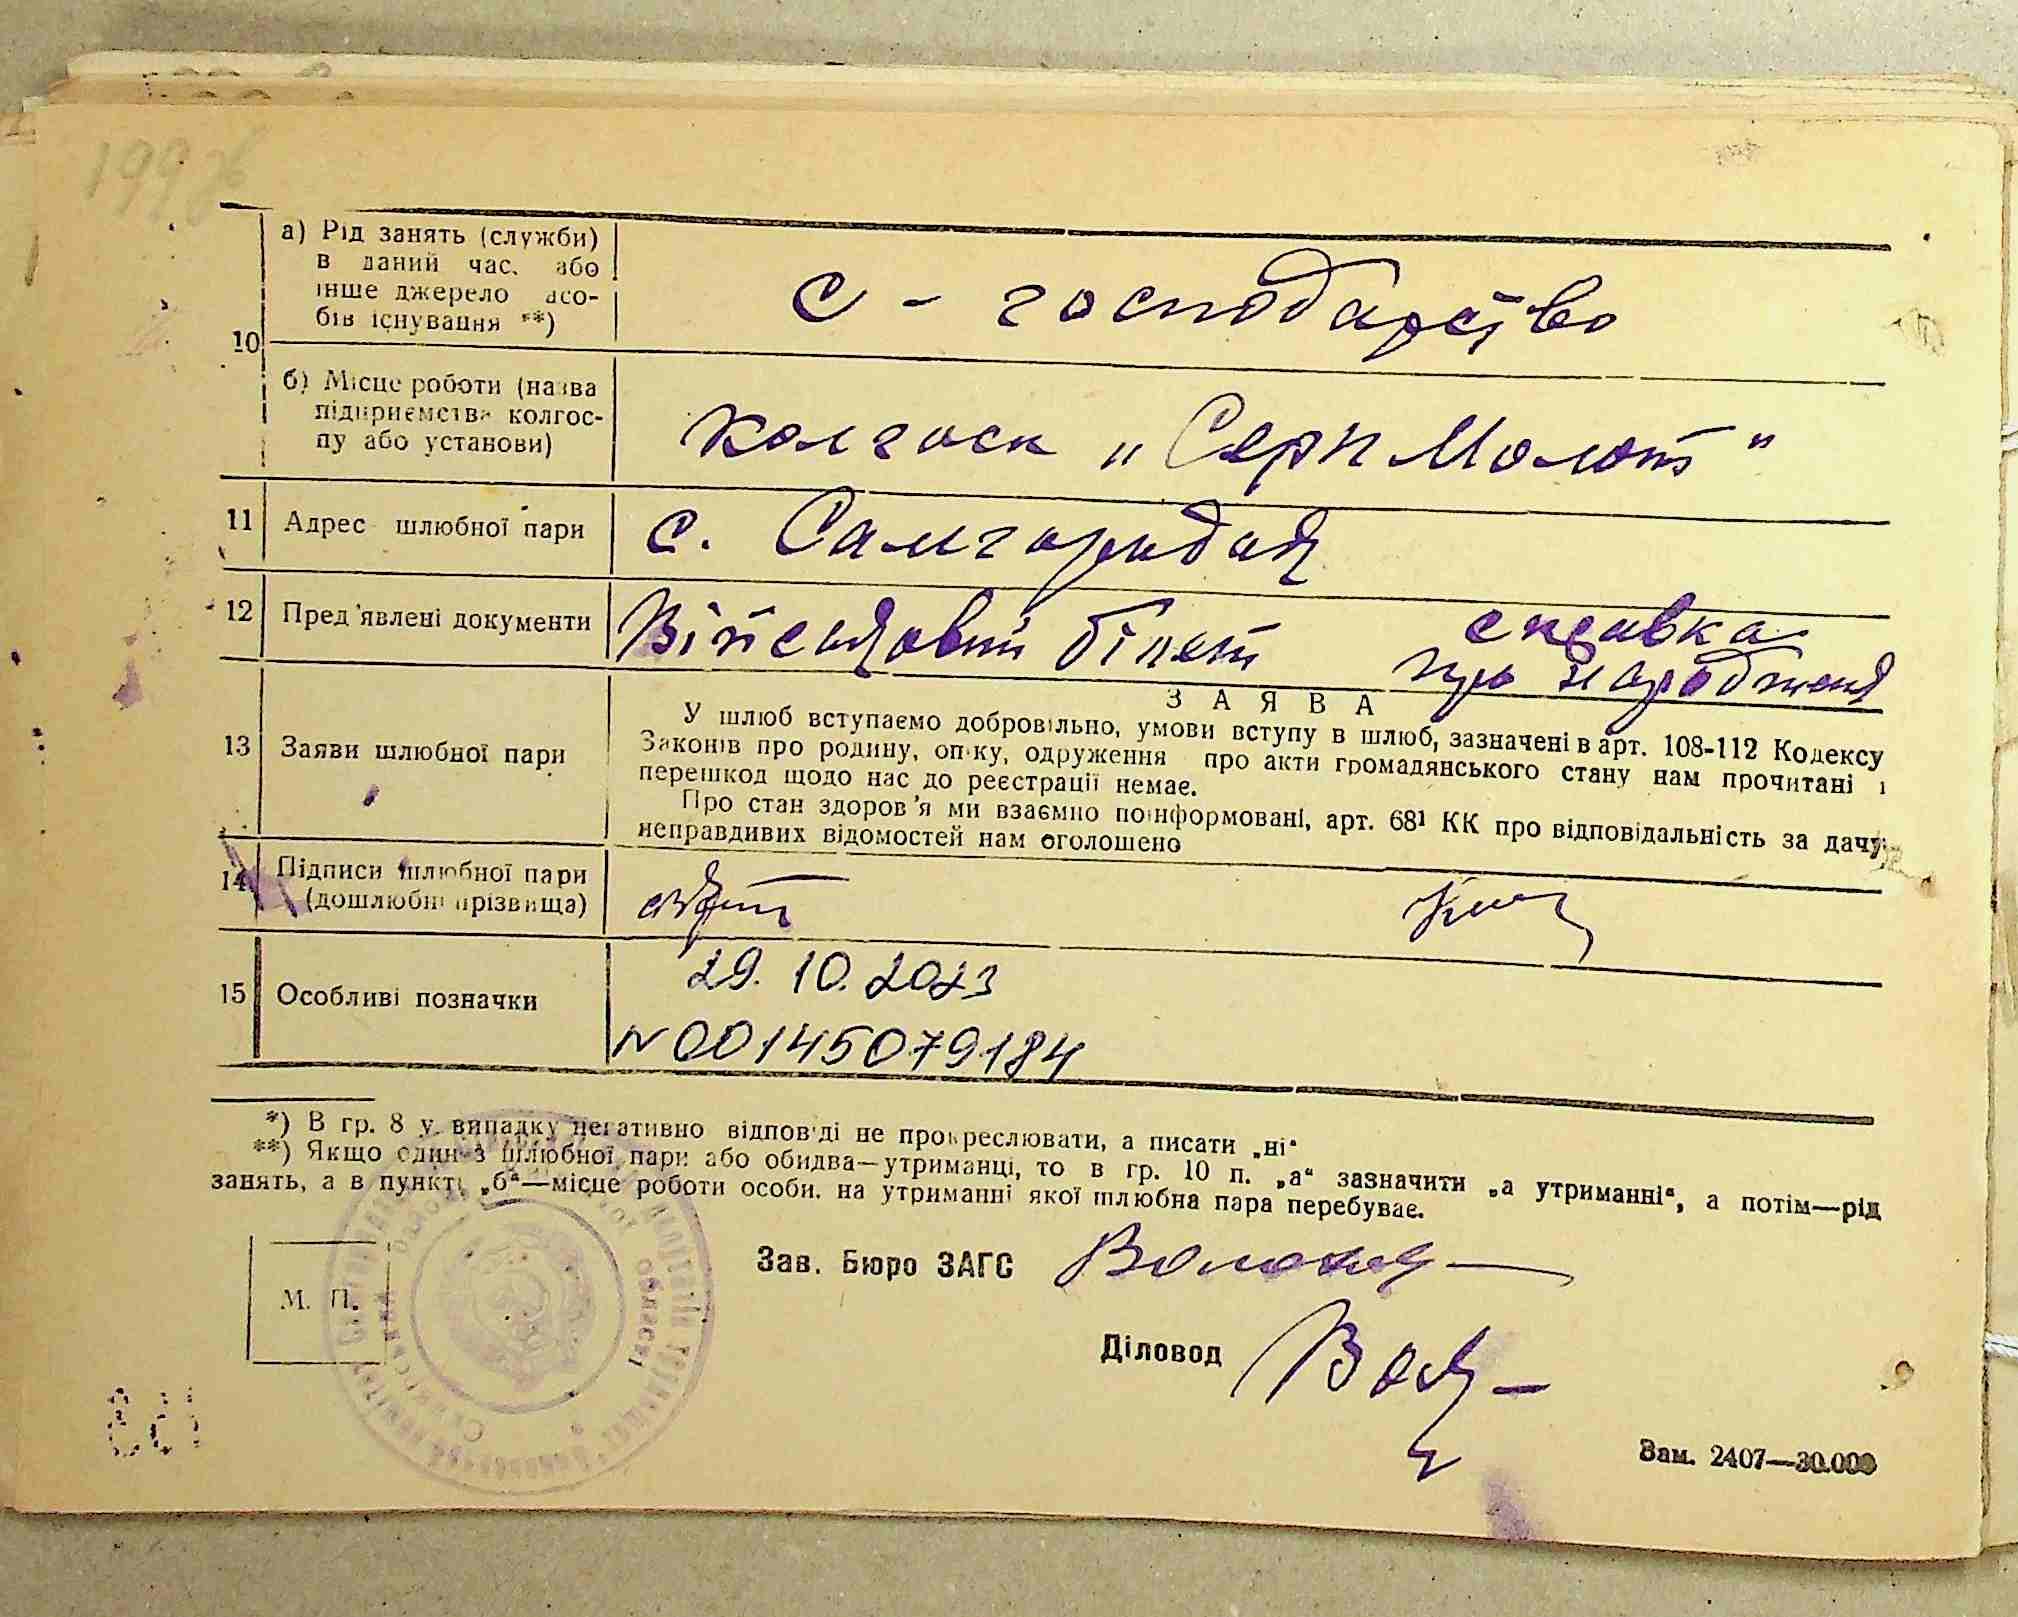 а) Рід занять (служби)
в даний час, або
інше джерело засо-
бів існування **)
с - господарство
10
б) Місце роботи (назва
підприємства колгос-
пу або установи)
колгосп „Серп Молот"
11 Адрес шлюбної пари
с. Самгородок
12 Пред'явлені документи
Військовий білет
справка
про народження
ЗАЯВА
13 Заяви шлюбної пари
У шлюб вступаємо добровільно, умови вступу в шлюб, зазначені в арт. 108-112 Кодексу
Законів про родину, опіку, одруження про акти громадянського стану нам прочитані і
перешкод щодо нас до реєстрації немає.
Про стан здоров'я ми взаємно поінформовані, арт. 68¹ КК про відповідальність за дачу
неправдивих відомостей нам оголошено
14 Підписи шлюбної пари
(дошлюбні прізвища)
15 Особливі позначки
29.10.2023
N00145079184
*) В гр. 8 у випадку негативно відповіді не прокреслювати, а писати „ні“
**) Якщо один з шлюбної пари або обидва—утриманці, то в гр. 10 п. „а“ зазначити „а утриманні“, а потім—рід
занять, а в пункті „б“—місце роботи особи, на утриманні якої шлюбна пара перебуває.
Зав. Бюро ЗАГС
М. П.
Діловод
Зам. 2407—30.000